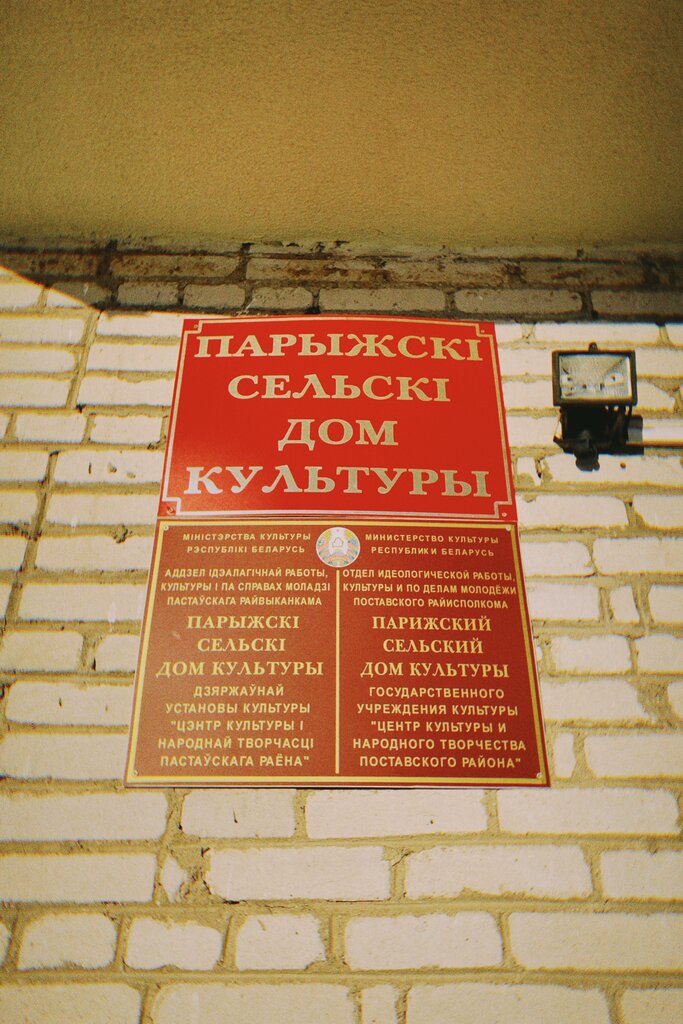 ПАРЫЖСКІ
СЕЛЬСКІ
ДОМ
КУЛЬТУРЫ
МІНІСТЭРСТВА КУЛЬТУРЫ
РЭСПУБЛІКІ БЕЛАРУСЬ
АДДЗЕЛ ІДЭАЛАГІЧНАЙ РАБОТЫ,
КУЛЬТУРЫ І ПА СПРАВАХ МОЛАДЗІ
ПАСТАЎСКАГА РАЙВЫКАНКАМА
ПАРЫЖСКІ
СЕЛЬСКІ
ДОМ КУЛЬТУРЫ
ДЗЯРЖАЎНАЙ
УСТАНОВЫ КУЛЬТУРЫ
"ЦЭНТР КУЛЬТУРЫ І
НАРОДНАЙ ТВОРЧАСЦІ
ПАСТАЎСКАГА РАЁНА"
МИНИСТЕРСТВО КУЛЬТУРЫ
РЕСПУБЛИКИ БЕЛАРУСЬ
ОТДЕЛ ИДЕОЛОГИЧЕСКОЙ РАБОТЫ,
КУЛЬТУРЫ И ПО ДЕЛАМ МОЛОДЁЖИ
ПОСТАВСКОГО РАЙИСПОЛКОМА
ПАРИЖСКИЙ
СЕЛЬСКИЙ
ДОМ КУЛЬТУРЫ
ГОСУДАРСТВЕННОГО
УЧРЕЖДЕНИЯ КУЛЬТУРЫ
"ЦЕНТР КУЛЬТУРЫ И
НАРОДНОГО ТВОРЧЕСТВА
ПОСТАВСКОГО РАЙОНА"